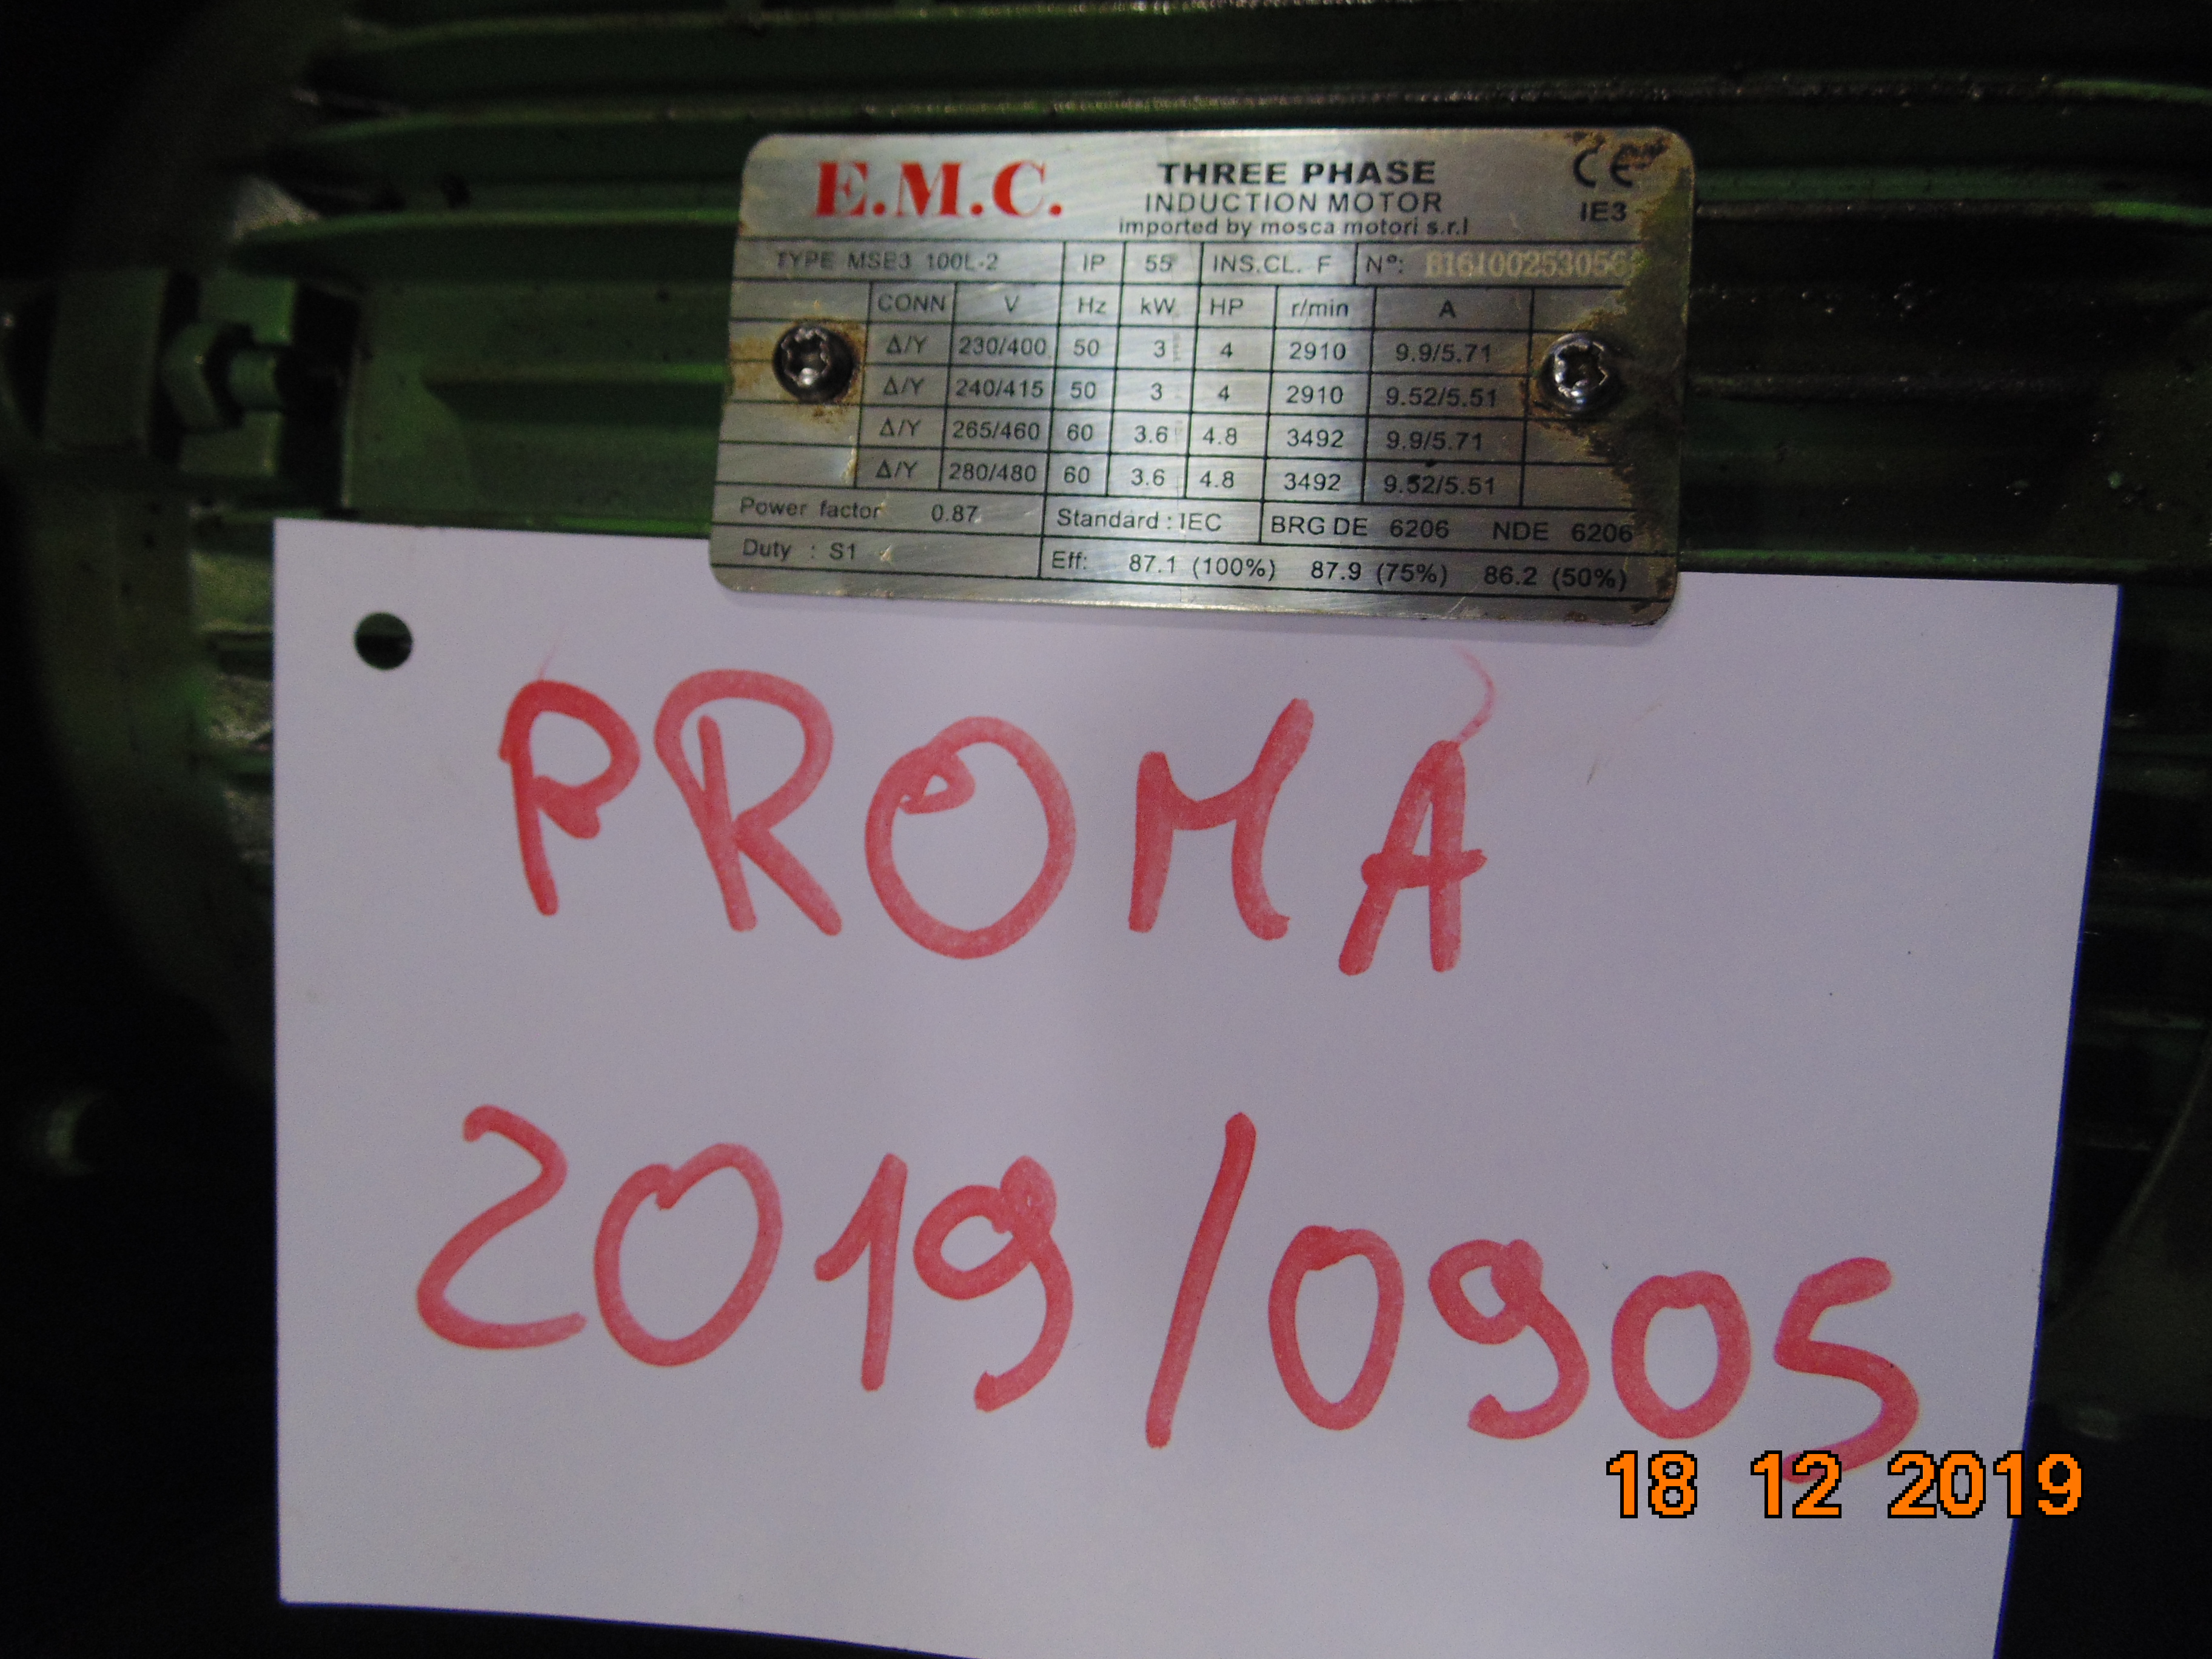 E.M.C.
THREE PHASE
INDUCTION MOTOR
imported by mosca motori s.r.l
CE
IE3
TYPE MSE3 100L-2 IP 55 INS.CL. F Nº:
CONN V Hz kW HP r/min A
Δ/Y 230/400 50 3 4 2910 9.9/5.71
Δ/Y 240/415 50 3 4 2910 9.52/5.51
Δ/Y 265/460 60 3.6 4.8 3492 9.9/5.71
Δ/Y 280/480 60 3.6 4.8 3492 9.52/5.51
Power factor 0.87 Standard : IEC BRG DE 6206 NDE 6206
Duty : S1 Eff: 87.1 (100%) 87.9 (75%) 86.2 (50%)
PROMA
2019/0905
18 12 2019